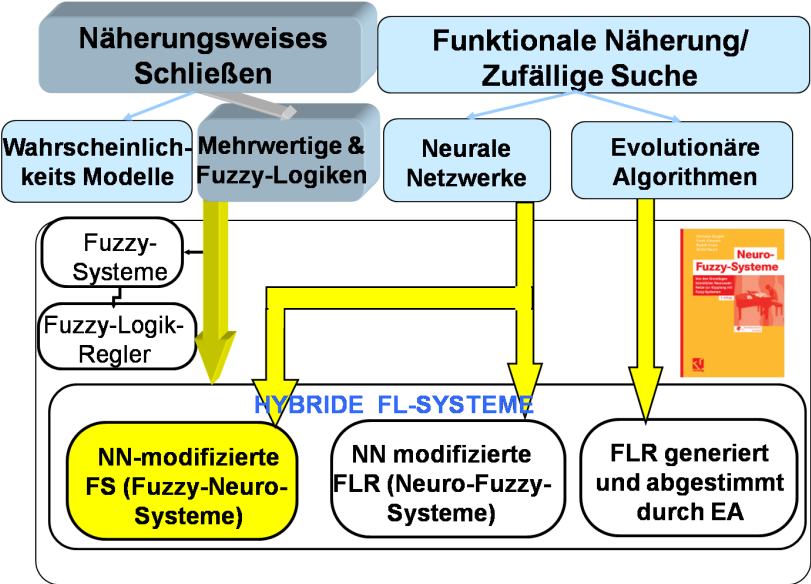 Näherungsweises
Schließen
Funktionale Näherung/
Zufällige Suche
Wahrscheinlich-
keits Modelle
Mehrwertige &
Fuzzy-Logiken
Neurale
Netzwerke
Evolutionäre
Algorithmen
Fuzzy-
Systeme
Fuzzy-Logik-
Regler
Neuro-
Fuzzy-Systeme
HYBRIDE FL-SYSTEME
NN-modifizierte
FS (Fuzzy-Neuro-
Systeme)
NN modifizierte
FLR (Neuro-Fuzzy-
Systeme)
FLR generiert
und abgestimmt
durch EA